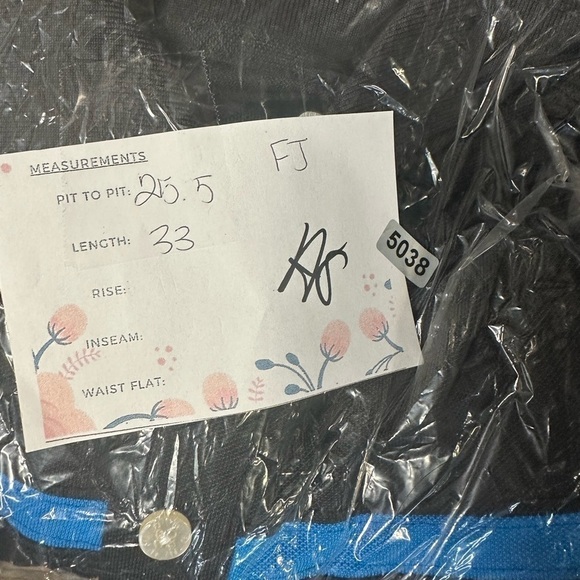 MEASUREMENTS
FJ
PIT TO PIT: 25.5
LENGTH: 33
RISE:
INSEAM:
WAIST FLAT:
5038